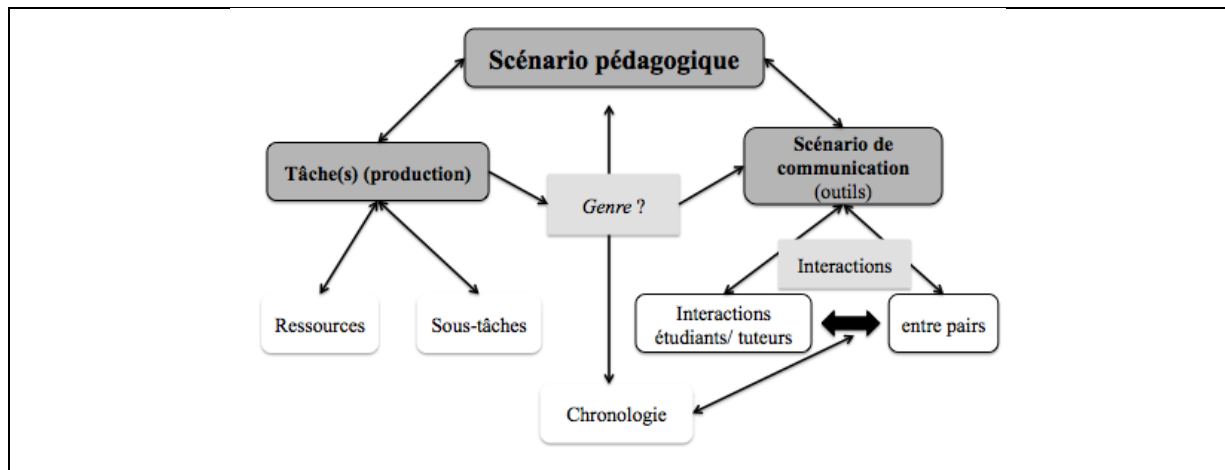 Scénario pédagogique
Tâche(s) (production)
Scénario de
communication
(outils)
Genre ?
Interactions
Ressources
Sous-tâches
Interactions
étudiants/ tuteurs
entre pairs
Chronologie